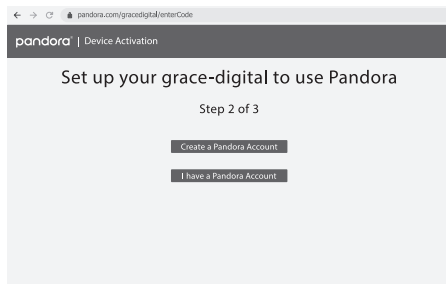 pandora.com/gracedigital/enterCode
pandora® | Device Activation
Set up your grace-digital to use Pandora
Step 2 of 3
Create a Pandora Account
I have a Pandora Account